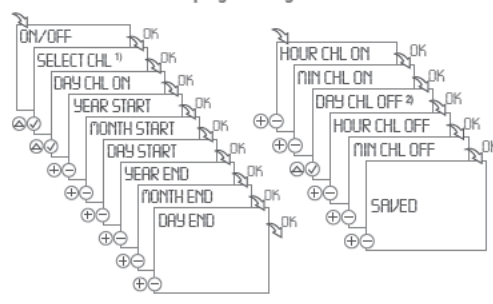 ON/OFF
OK
SELECT CHL 1)
OK
DAY CHL ON
OK
YEAR START
OK
MONTH START
OK
DAY START
OK
YEAR END
OK
MONTH END
OK
DAY END
OK
HOUR CHL ON
OK
MIN CHL ON
OK
DAY CHL OFF 2)
OK
HOUR CHL OFF
OK
MIN CHL OFF
OK
SAVED